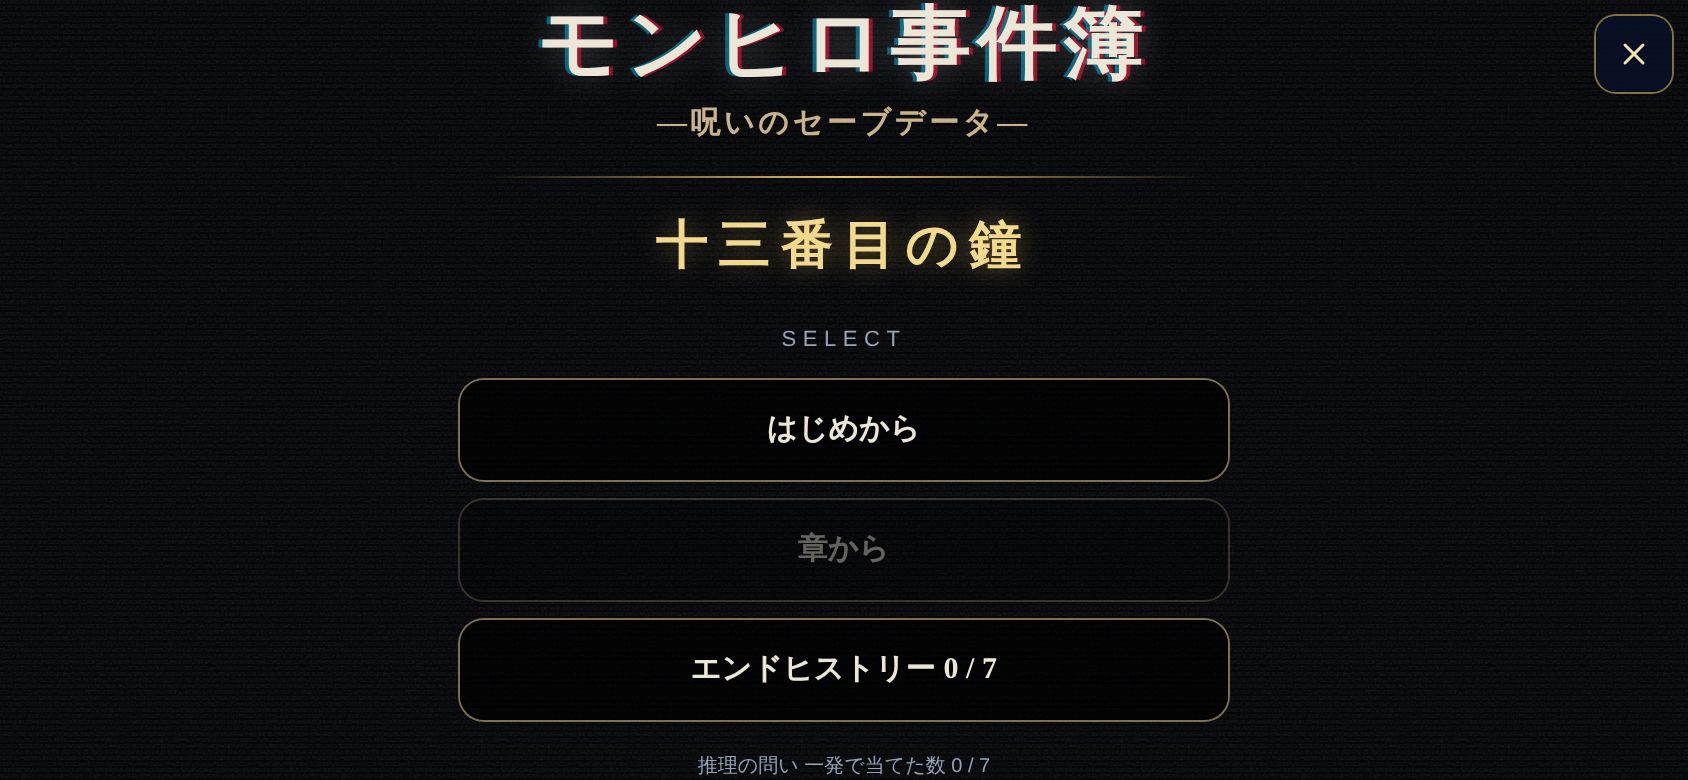 モンヒロ事件簿
―呪いのセーブデータ―
十三番目の鐘
SELECT
はじめから
章から
エンドヒストリー 0 / 7
推理の問い 一発で当てた数 0 / 7